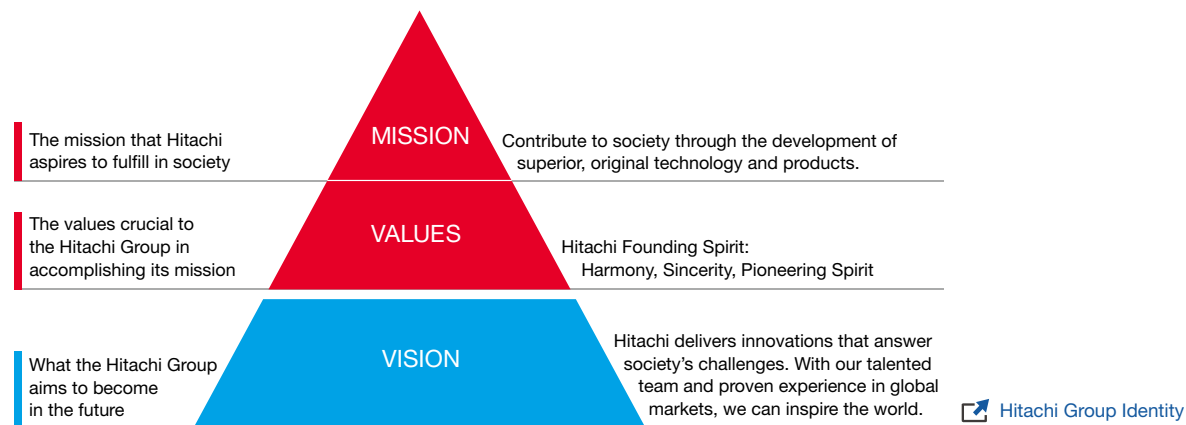 The mission that Hitachi
aspires to fulfill in society
MISSION
Contribute to society through the development of
superior, original technology and products.
The values crucial to
the Hitachi Group in
accomplishing its mission
VALUES
Hitachi Founding Spirit:
Harmony, Sincerity, Pioneering Spirit
What the Hitachi Group
aims to become
in the future
VISION
Hitachi delivers innovations that answer
society’s challenges. With our talented
team and proven experience in global
markets, we can inspire the world.
Hitachi Group Identity